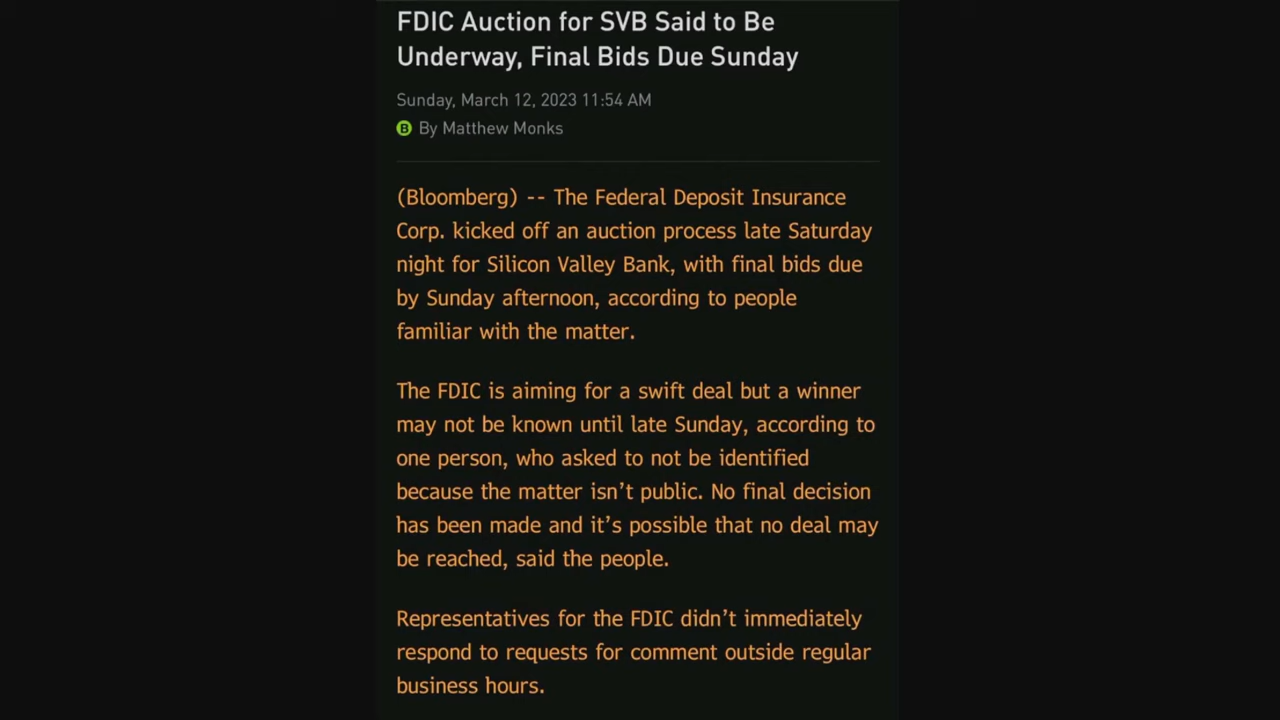 FDIC Auction for SVB Said to Be
Underway, Final Bids Due Sunday
Sunday, March 12, 2023 11:54 AM
B By Matthew Monks
(Bloomberg) -- The Federal Deposit Insurance
Corp. kicked off an auction process late Saturday
night for Silicon Valley Bank, with final bids due
by Sunday afternoon, according to people
familiar with the matter.
The FDIC is aiming for a swift deal but a winner
may not be known until late Sunday, according to
one person, who asked to not be identified
because the matter isn’t public. No final decision
has been made and it’s possible that no deal may
be reached, said the people.
Representatives for the FDIC didn’t immediately
respond to requests for comment outside regular
business hours.